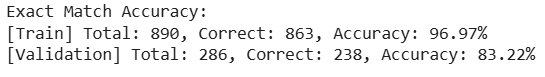 Exact Match Accuracy:
[Train] Total: 890, Correct: 863, Accuracy: 96.97%
[Validation] Total: 286, Correct: 238, Accuracy: 83.22%